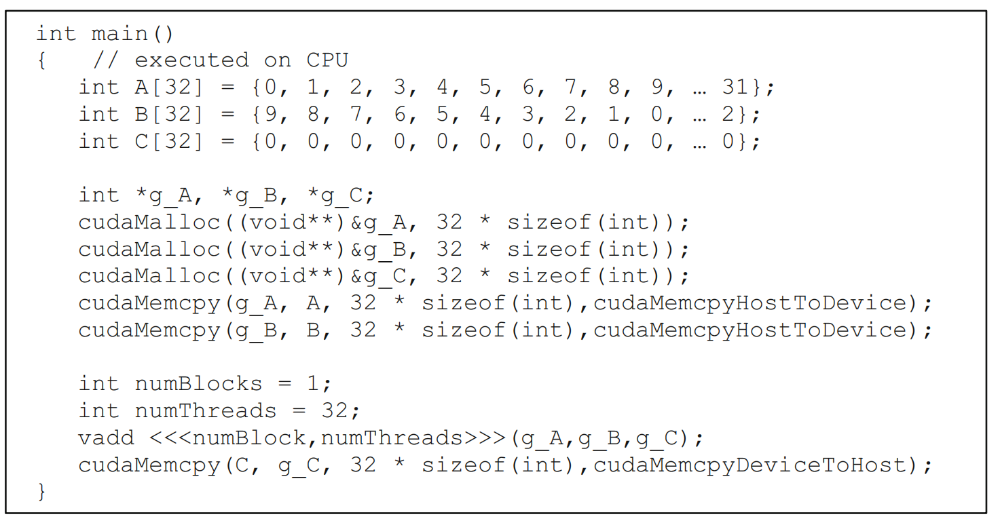 int main()
{ // executed on CPU
int A[32] = {0, 1, 2, 3, 4, 5, 6, 7, 8, 9, … 31};
int B[32] = {9, 8, 7, 6, 5, 4, 3, 2, 1, 0, … 2};
int C[32] = {0, 0, 0, 0, 0, 0, 0, 0, 0, 0, … 0};
int *g_A, *g_B, *g_C;
cudaMalloc((void**)&g_A, 32 * sizeof(int));
cudaMalloc((void**)&g_B, 32 * sizeof(int));
cudaMalloc((void**)&g_C, 32 * sizeof(int));
cudaMemcpy(g_A, A, 32 * sizeof(int),cudaMemcpyHostToDevice);
cudaMemcpy(g_B, B, 32 * sizeof(int),cudaMemcpyHostToDevice);
int numBlocks = 1;
int numThreads = 32;
vadd <<<numBlock,numThreads>>>(g_A,g_B,g_C);
cudaMemcpy(C, g_C, 32 * sizeof(int),cudaMemcpyDeviceToHost);
}